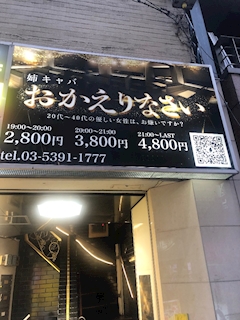 姉キャバ
おかえりなさい
20代〜40代の優しい女性は、お嫌いですか?
19:00〜20:00 20:00〜21:00 21:00〜LAST
2,800円 3,800円 4,800円
tel.03-5391-1777